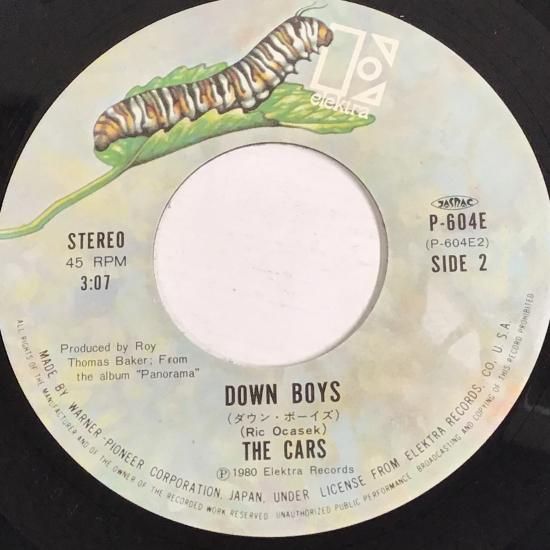 elektra
STEREO
45 RPM
3:07
JASRAC
P-604E
(P-604E2)
SIDE 2
Produced by Roy
Thomas Baker: From
the album "Panorama"
DOWN BOYS
(ダウン・ボーイズ)
(Ric Ocasek)
THE CARS
Ⓟ1980 Elektra Records
MADE BY WARNER-PIONEER CORPORATION, JAPAN, UNDER LICENSE FROM ELEKTRA RECORDS, CO., U.S.A.
ALL RIGHTS OF THE MANUFACTURER AND OF THE OWNER OF THE RECORDED WORK RESERVED UNAUTHORIZED PUBLIC PERFORMANCE, BROADCASTING AND COPYING OF THIS RECORD PROHIBITED